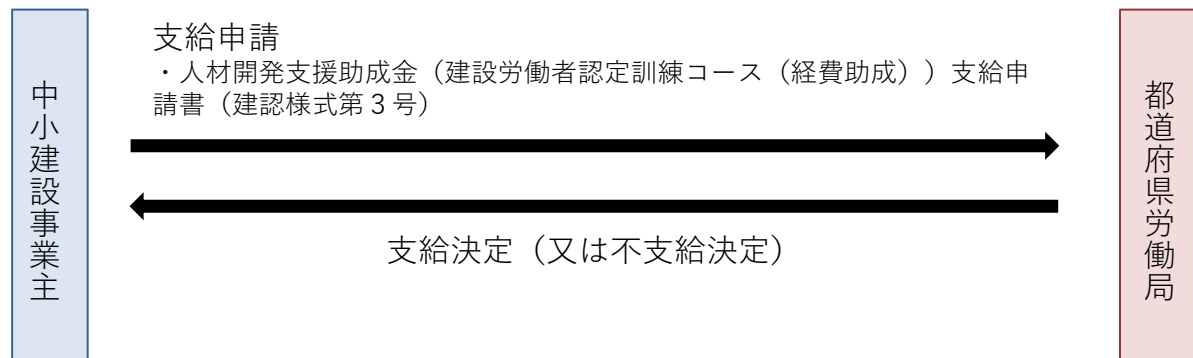 中小建設事業主
支給申請
・人材開発支援助成金（建設労働者認定訓練コース（経費助成））支給申
請書（建認様式第３号）
支給決定（又は不支給決定）
都道府県労働局